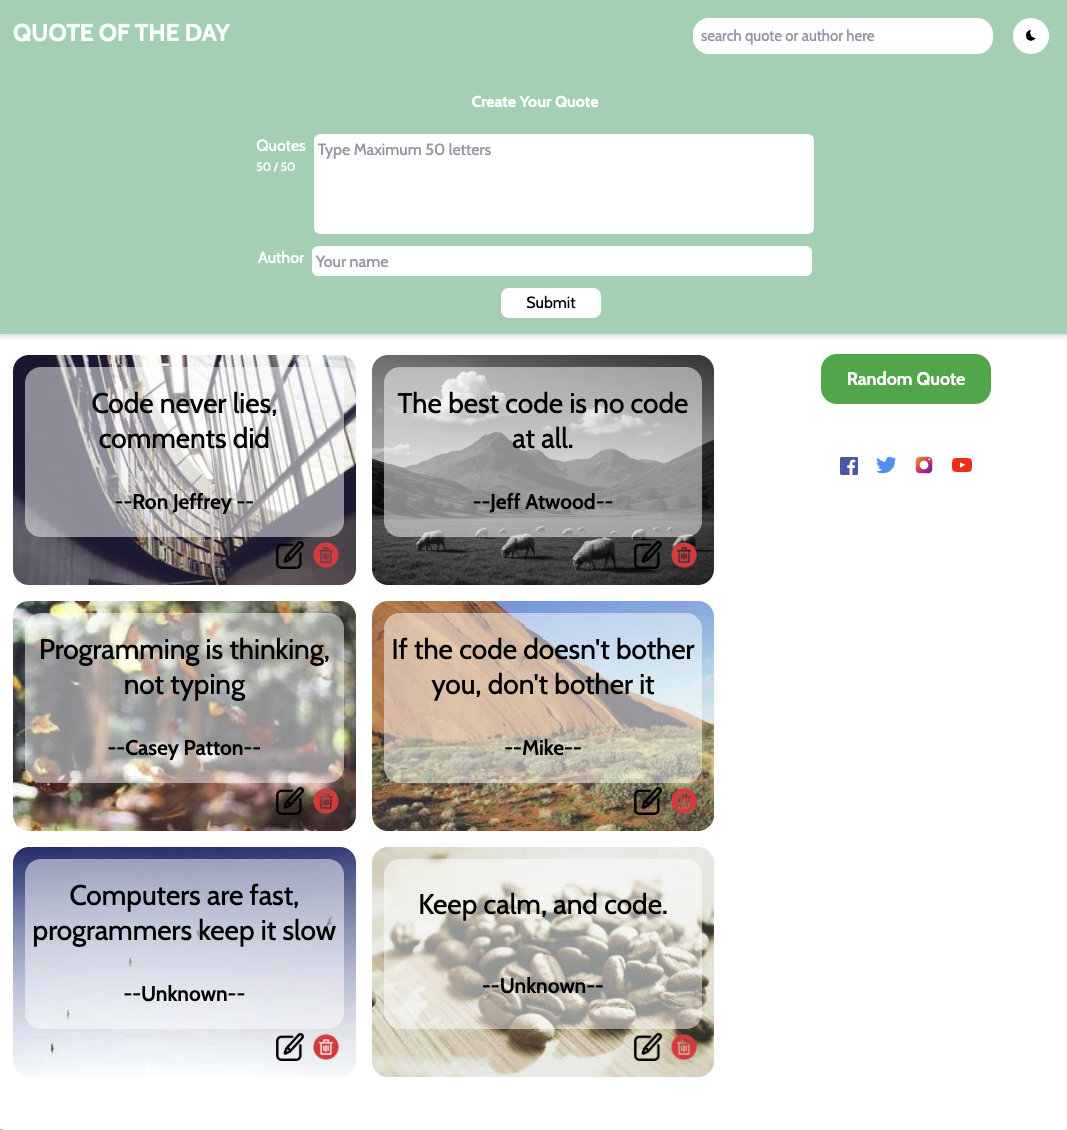 QUOTE OF THE DAY
search quote or author here
Create Your Quote
Quotes
50 / 50
Type Maximum 50 letters
Author
Your name
Submit
Code never lies,
comments did
--Ron Jeffrey --
The best code is no code
at all.
--Jeff Atwood--
Random Quote
Programming is thinking,
not typing
--Casey Patton--
If the code doesn't bother
you, don't bother it
--Mike--
Computers are fast,
programmers keep it slow
--Unknown--
Keep calm, and code.
--Unknown--